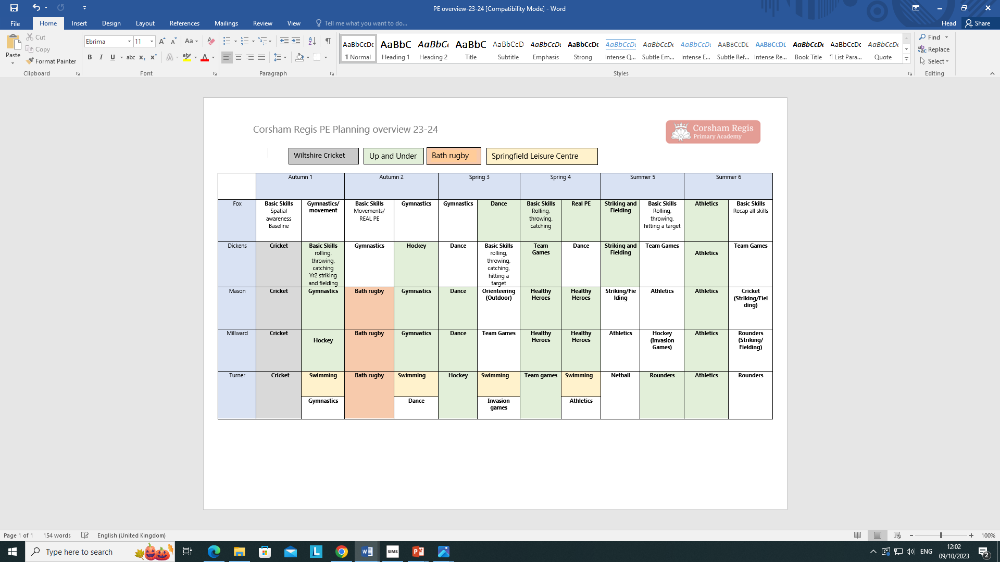 PE overview-23-24 [Compatibility Mode] - Word
File Home Insert Design Layout References Mailings Review View Tell me what you want to do... Head Share
Paste Cut Copy Format Painter
Ebrima 11
Aa
B I U abc X₂ X² A A
AaBbCcDc AaBbC AaBbCc AaBbC AaBbCcD AaBbCcDc AaBbCcDc AaBbCcDc AaBbCcDc AaBbCcDc AABBCCDE AABBCCDE AaBbCcDc AaBbCcDc AaBbCcDc
¶ Normal Heading 1 Heading 2 Title Subtitle Emphasis Strong Intense Q... Subtle Em... Intense E... Subtle Ref... Intense Re... Book Title ¶ List Para... Quote
Find Replace Select
Clipboard Font Paragraph Styles Editing
Corsham Regis PE Planning overview 23-24
Corsham Regis
Primary Academy
Wiltshire Cricket Up and Under Bath rugby Springfield Leisure Centre
Autumn 1 Autumn 2 Spring 3 Spring 4 Summer 5 Summer 6
Fox
Basic Skills
Spatial
awareness
Baseline
Gymnastics/
movement
Basic Skills
Movements/
REAL PE
Gymnastics
Gymnastics
Dance
Basic Skills
Rolling,
throwing,
catching
Real PE
Striking and
Fielding
Basic Skills
Rolling,
throwing,
hitting a target
Athletics
Basic Skills
Recap all skills
Dickens
Cricket
Basic Skills
rolling,
throwing,
catching
Yr2 striking
and fielding
Gymnastics
Hockey
Dance
Basic Skills
rolling,
throwing,
catching,
hitting a
target
Team
Games
Dance
Striking and
Fielding
Team Games
Athletics
Team Games
Mason
Cricket
Gymnastics
Bath rugby
Gymnastics
Dance
Orienteering
(Outdoor)
Healthy
Heroes
Healthy
Heroes
Striking/Fie
lding
Athletics
Athletics
Cricket
(Striking/Fiel
ding)
Millward
Cricket
Hockey
Bath rugby
Gymnastics
Dance
Team Games
Healthy
Heroes
Healthy
Heroes
Athletics
Hockey
(Invasion
Games)
Athletics
Rounders
(Striking/
Fielding)
Turner
Cricket
Swimming
Gymnastics
Bath rugby
Swimming
Dance
Hockey
Swimming
Invasion
games
Team games
Swimming
Athletics
Netball
Rounders
Athletics
Rounders
Page 1 of 1 154 words English (United Kingdom) 100%
Type here to search
L
SIMS
ENG
12:02
09/10/2023
2